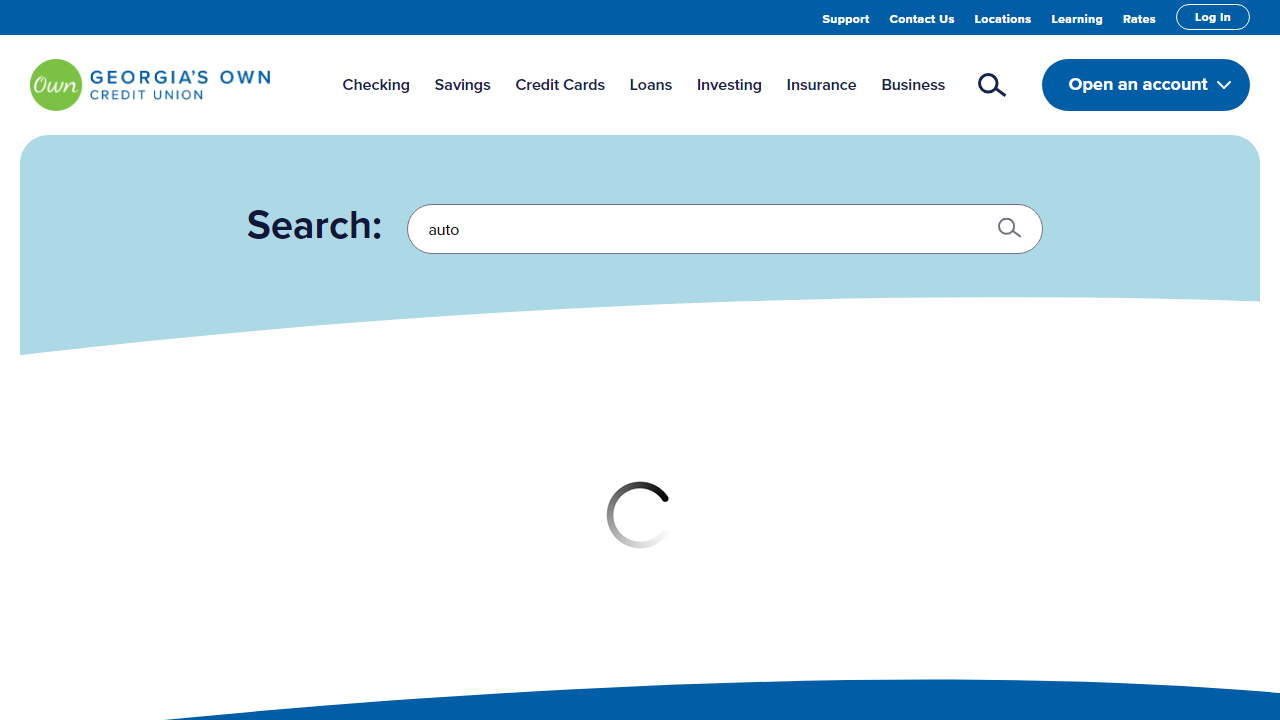 Support Contact Us Locations Learning Rates Log In
Own GEORGIA'S OWN
CREDIT UNION
Checking Savings Credit Cards Loans Investing Insurance Business Open an account
Search: auto